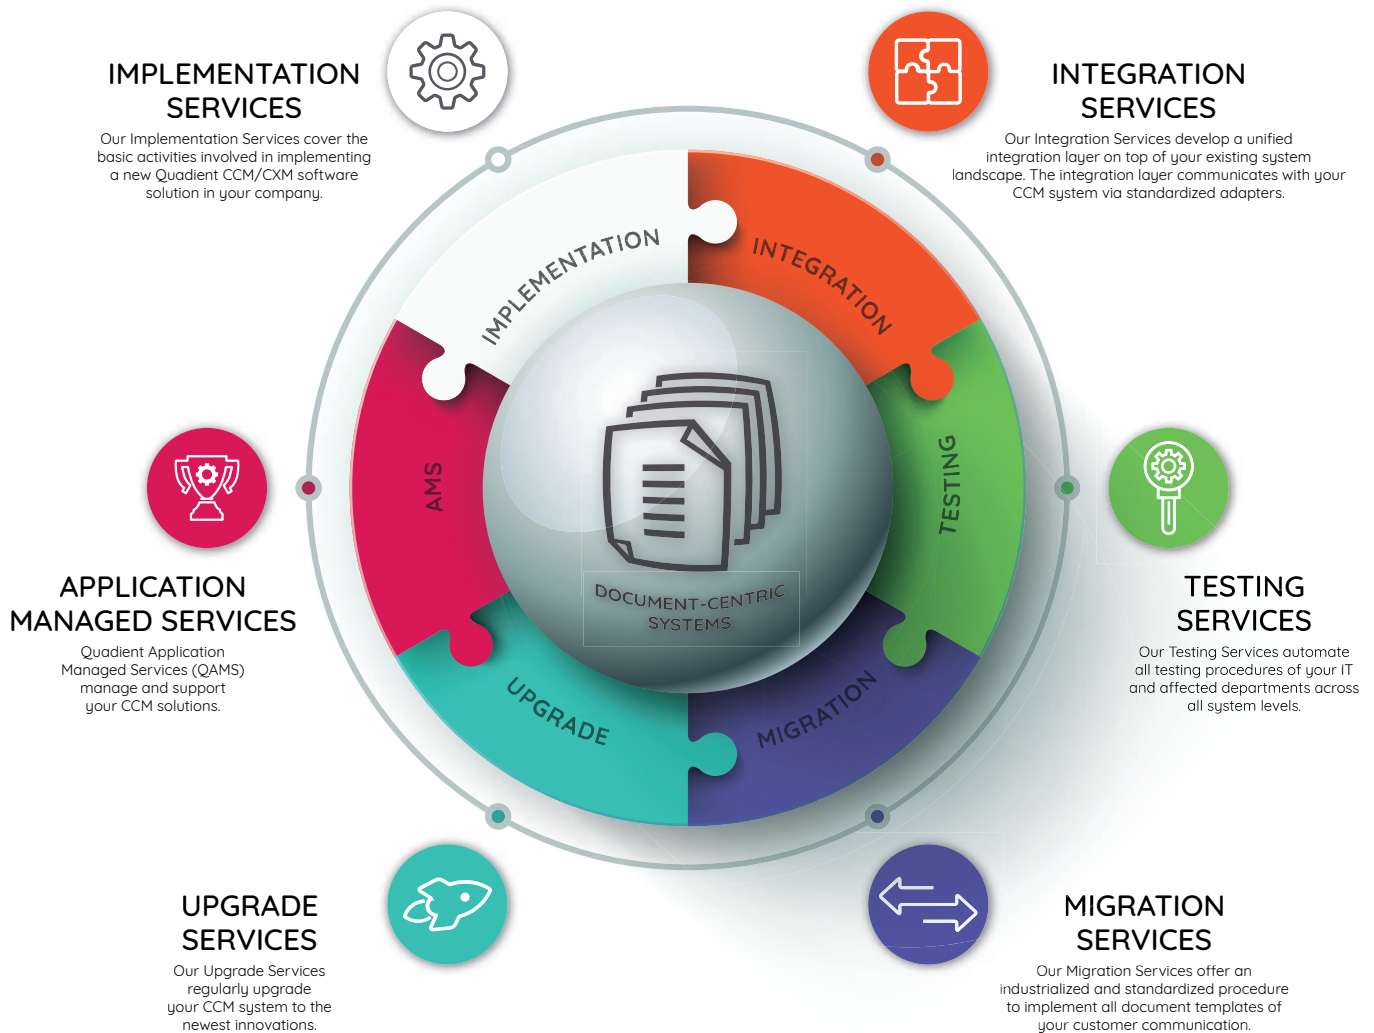 IMPLEMENTATION
SERVICES
Our Implementation Services cover the
basic activities involved in implementing
a new Quadient CCM/CXM software
solution in your company.
INTEGRATION
SERVICES
Our Integration Services develop a unified
integration layer on top of your existing system
landscape. The integration layer communicates with your
CCM system via standardized adapters.
IMPLEMENTATION
INTEGRATION
AMS
TESTING
DOCUMENT-CENTRIC
SYSTEMS
UPGRADE
MIGRATION
APPLICATION
MANAGED SERVICES
Quadient Application
Managed Services (QAMS)
manage and support
your CCM solutions.
TESTING
SERVICES
Our Testing Services automate
all testing procedures of your IT
and affected departments across
all system levels.
UPGRADE
SERVICES
Our Upgrade Services
regularly upgrade
your CCM system to the
newest innovations.
MIGRATION
SERVICES
Our Migration Services offer an
industrialized and standardized procedure
to implement all document templates of
your customer communication.